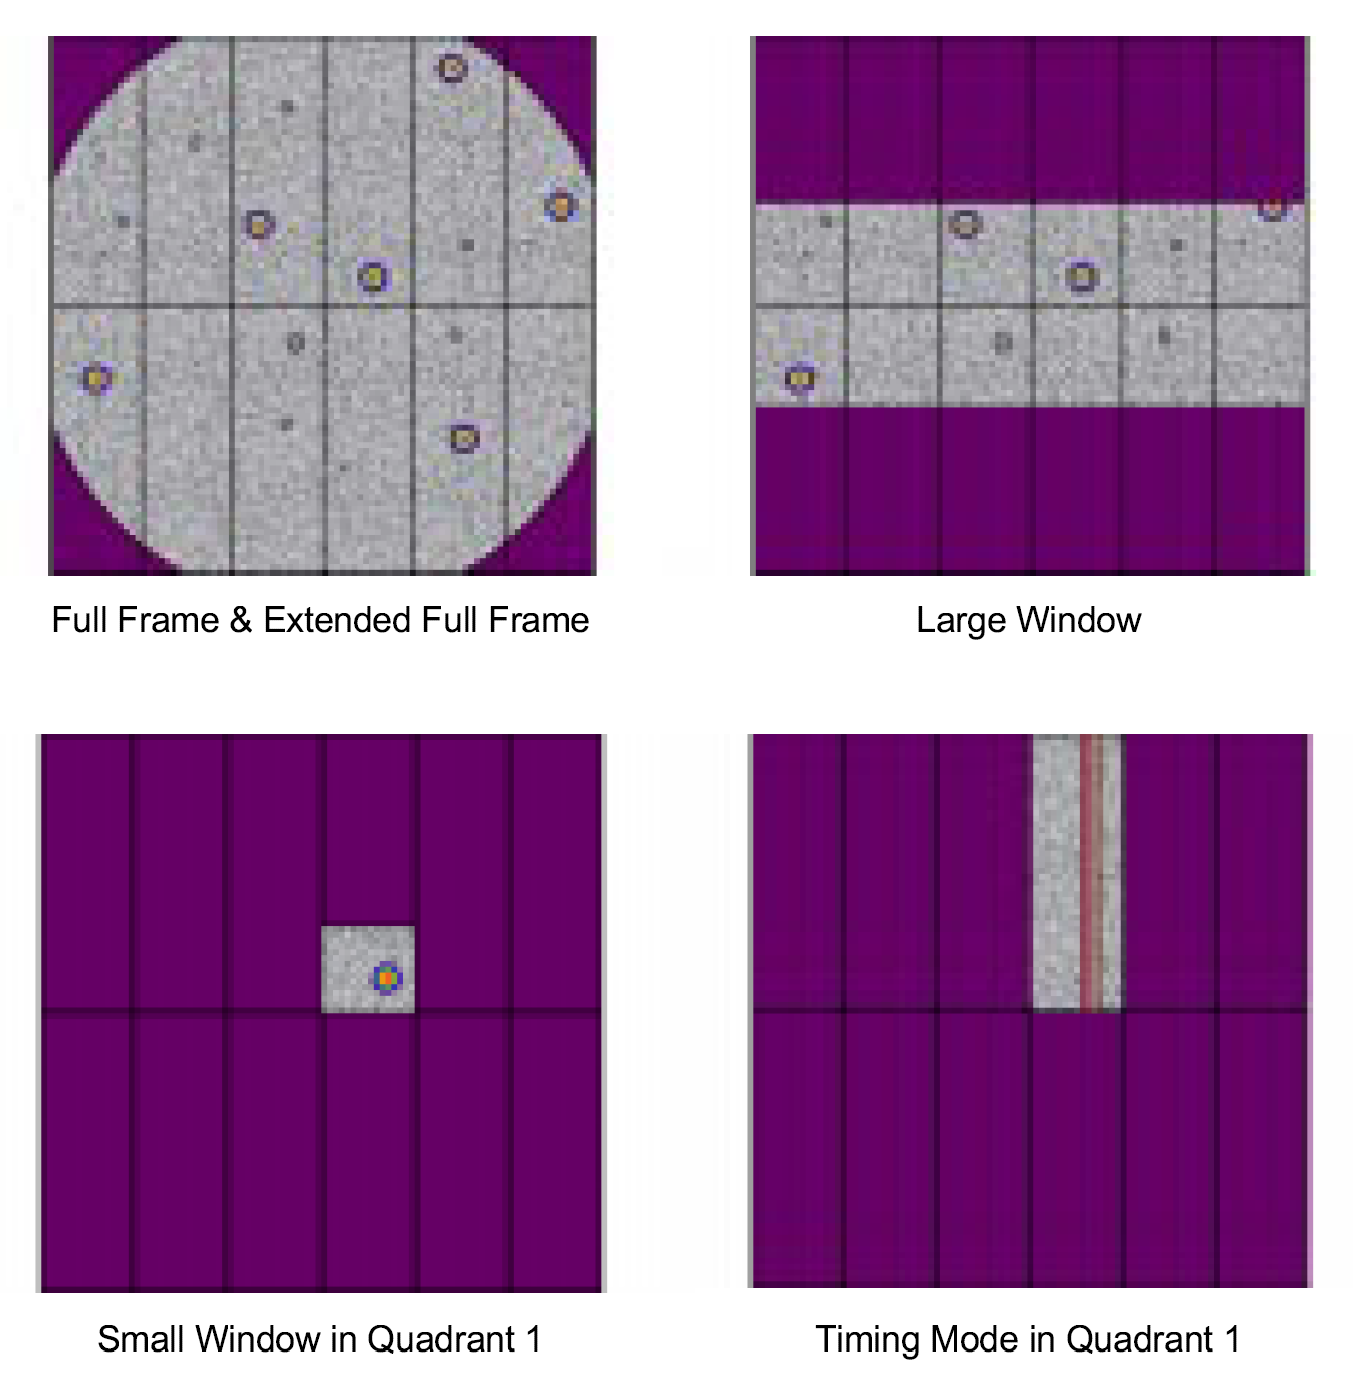 Full Frame & Extended Full Frame
Large Window
Small Window in Quadrant 1
Timing Mode in Quadrant 1